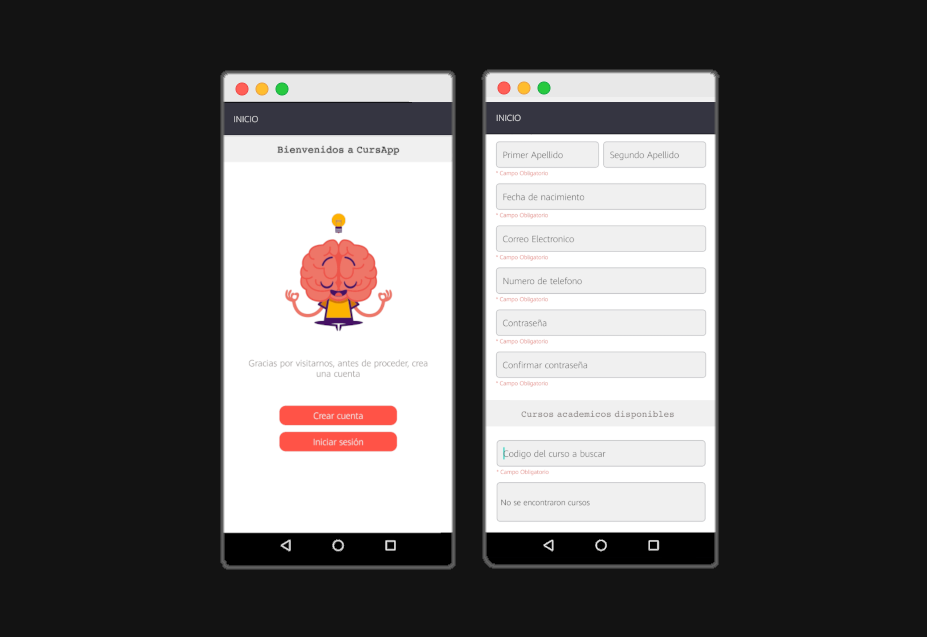 INICIO
Bienvenidos a CursApp
Gracias por visitarnos, antes de proceder, crea
una cuenta
Crear cuenta
Iniciar sesión
INICIO
Primer Apellido Segundo Apellido
* Campo Obligatorio
Fecha de nacimiento
* Campo Obligatorio
Correo Electronico
* Campo Obligatorio
Numero de telefono
* Campo Obligatorio
Contraseña
* Campo Obligatorio
Confirmar contraseña
* Campo Obligatorio
Cursos academicos disponibles
Codigo del curso a buscar
* Campo Obligatorio
No se encontraron cursos